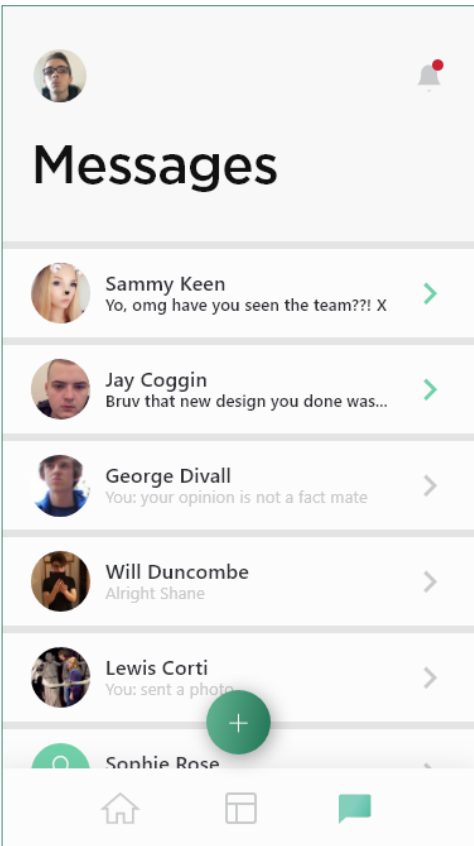 Messages
Sammy Keen
Yo, omg have you seen the team??! X
Jay Coggin
Bruv that new design you done was...
George Divall
You: your opinion is not a fact mate
Will Duncombe
Alright Shane
Lewis Corti
You: sent a photo
Sophie Rose